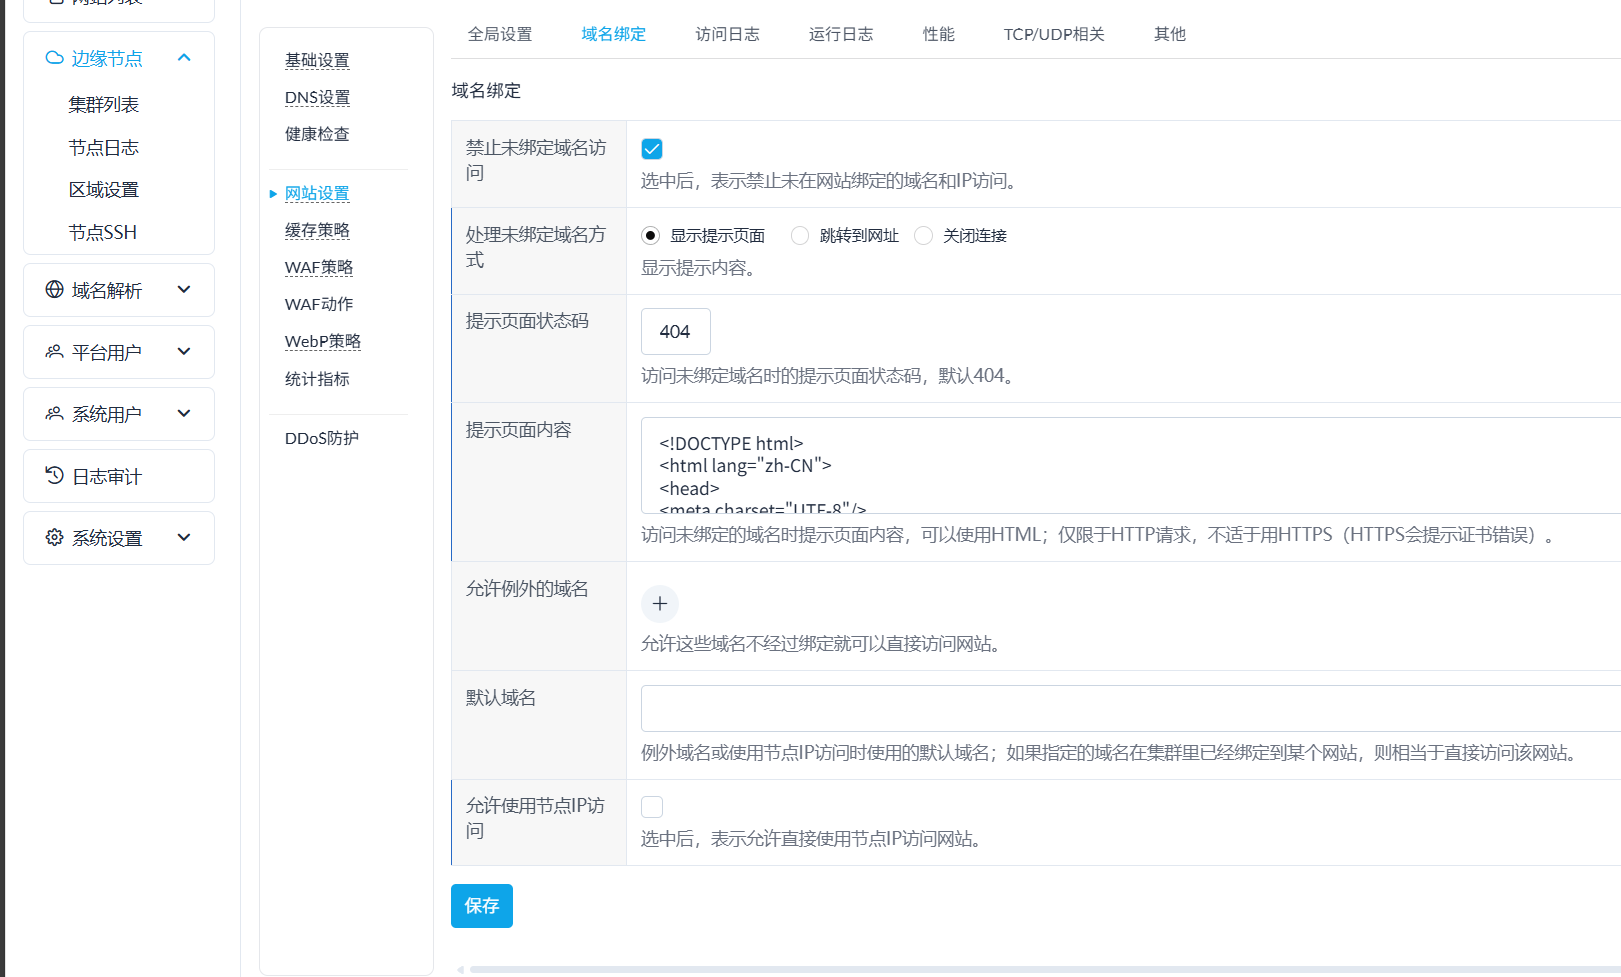 网站列表
边缘节点
集群列表
节点日志
区域设置
节点SSH
域名解析
平台用户
系统用户
日志审计
系统设置
基础设置
DNS设置
健康检查
网站设置
缓存策略
WAF策略
WAF动作
WebP策略
统计指标
DDoS防护
全局设置 域名绑定 访问日志 运行日志 性能 TCP/UDP相关 其他
域名绑定
禁止未绑定域名访
问
选中后，表示禁止未在网站绑定的域名和IP访问。
处理未绑定域名方
式
显示提示页面 跳转到网址 关闭连接
显示提示内容。
提示页面状态码
404
访问未绑定域名时的提示页面状态码，默认404。
提示页面内容
<!DOCTYPE html>
<html lang="zh-CN">
<head>
<meta charset="UTF-8"/>
访问未绑定的域名时提示页面内容，可以使用HTML；仅限于HTTP请求，不适于用HTTPS（HTTPS会提示证书错误）。
允许例外的域名
允许这些域名不经过绑定就可以直接访问网站。
默认域名
例外域名或使用节点IP访问时使用的默认域名；如果指定的域名在集群里已经绑定到某个网站，则相当于直接访问该网站。
允许使用节点IP访
问
选中后，表示允许直接使用节点IP访问网站。
保存